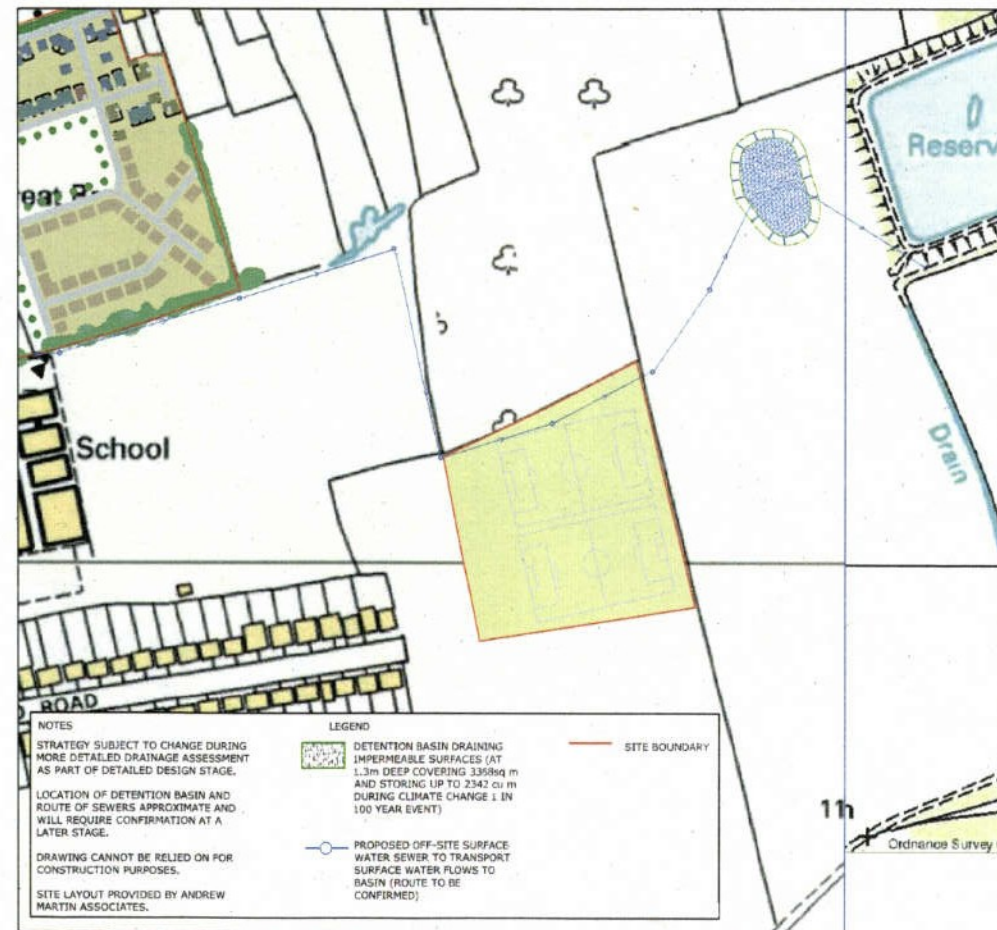 Reserv
reat
School
Drain
ROAD
11
Ordnance Survey
NOTES
STRATEGY SUBJECT TO CHANGE DURING
MORE DETAILED DRAINAGE ASSESSMENT
AS PART OF DETAILED DESIGN STAGE.
LOCATION OF DETENTION BASIN AND
ROUTE OF SEWERS APPROXIMATE AND
WILL REQUIRE CONFIRMATION AT A
LATER STAGE.
DRAWING CANNOT BE RELIED ON FOR
CONSTRUCTION PURPOSES.
SITE LAYOUT PROVIDED BY ANDREW
MARTIN ASSOCIATES.
LEGEND
DETENTION BASIN DRAINING
IMPERMEABLE SURFACES (AT
1.3m DEEP COVERING 3368sq m
AND STORING UP TO 2342 cu m
DURING CLIMATE CHANGE 1 IN
100 YEAR EVENT)
PROPOSED OFF-SITE SURFACE
WATER SEWER TO TRANSPORT
SURFACE WATER FLOWS TO
BASIN (ROUTE TO BE
CONFIRMED)
SITE BOUNDARY